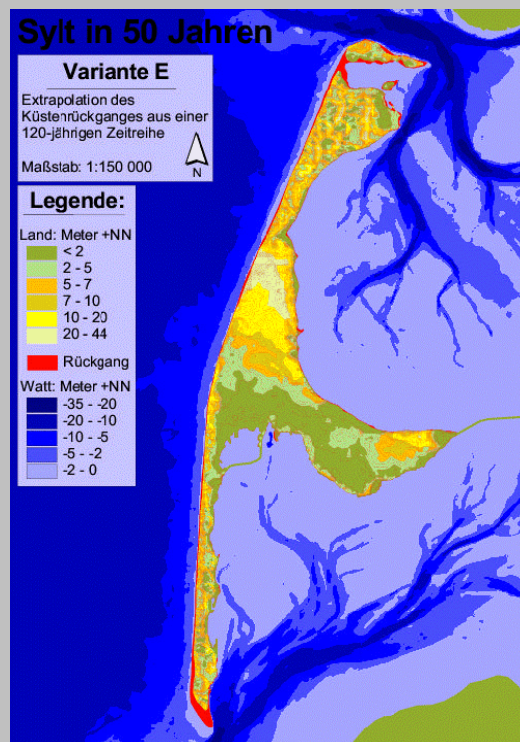 Sylt in 50 Jahren
Variante E
Extrapolation des
Küstenrückganges aus einer
120-jährigen Zeitreihe
Maßstab: 1:150 000
N
Legende:
Land: Meter +NN
< 2
2 - 5
5 - 7
7 - 10
10 - 20
20 - 44
Rückgang
Watt: Meter +NN
-35 - -20
-20 - -10
-10 - -5
-5 - -2
-2 - 0